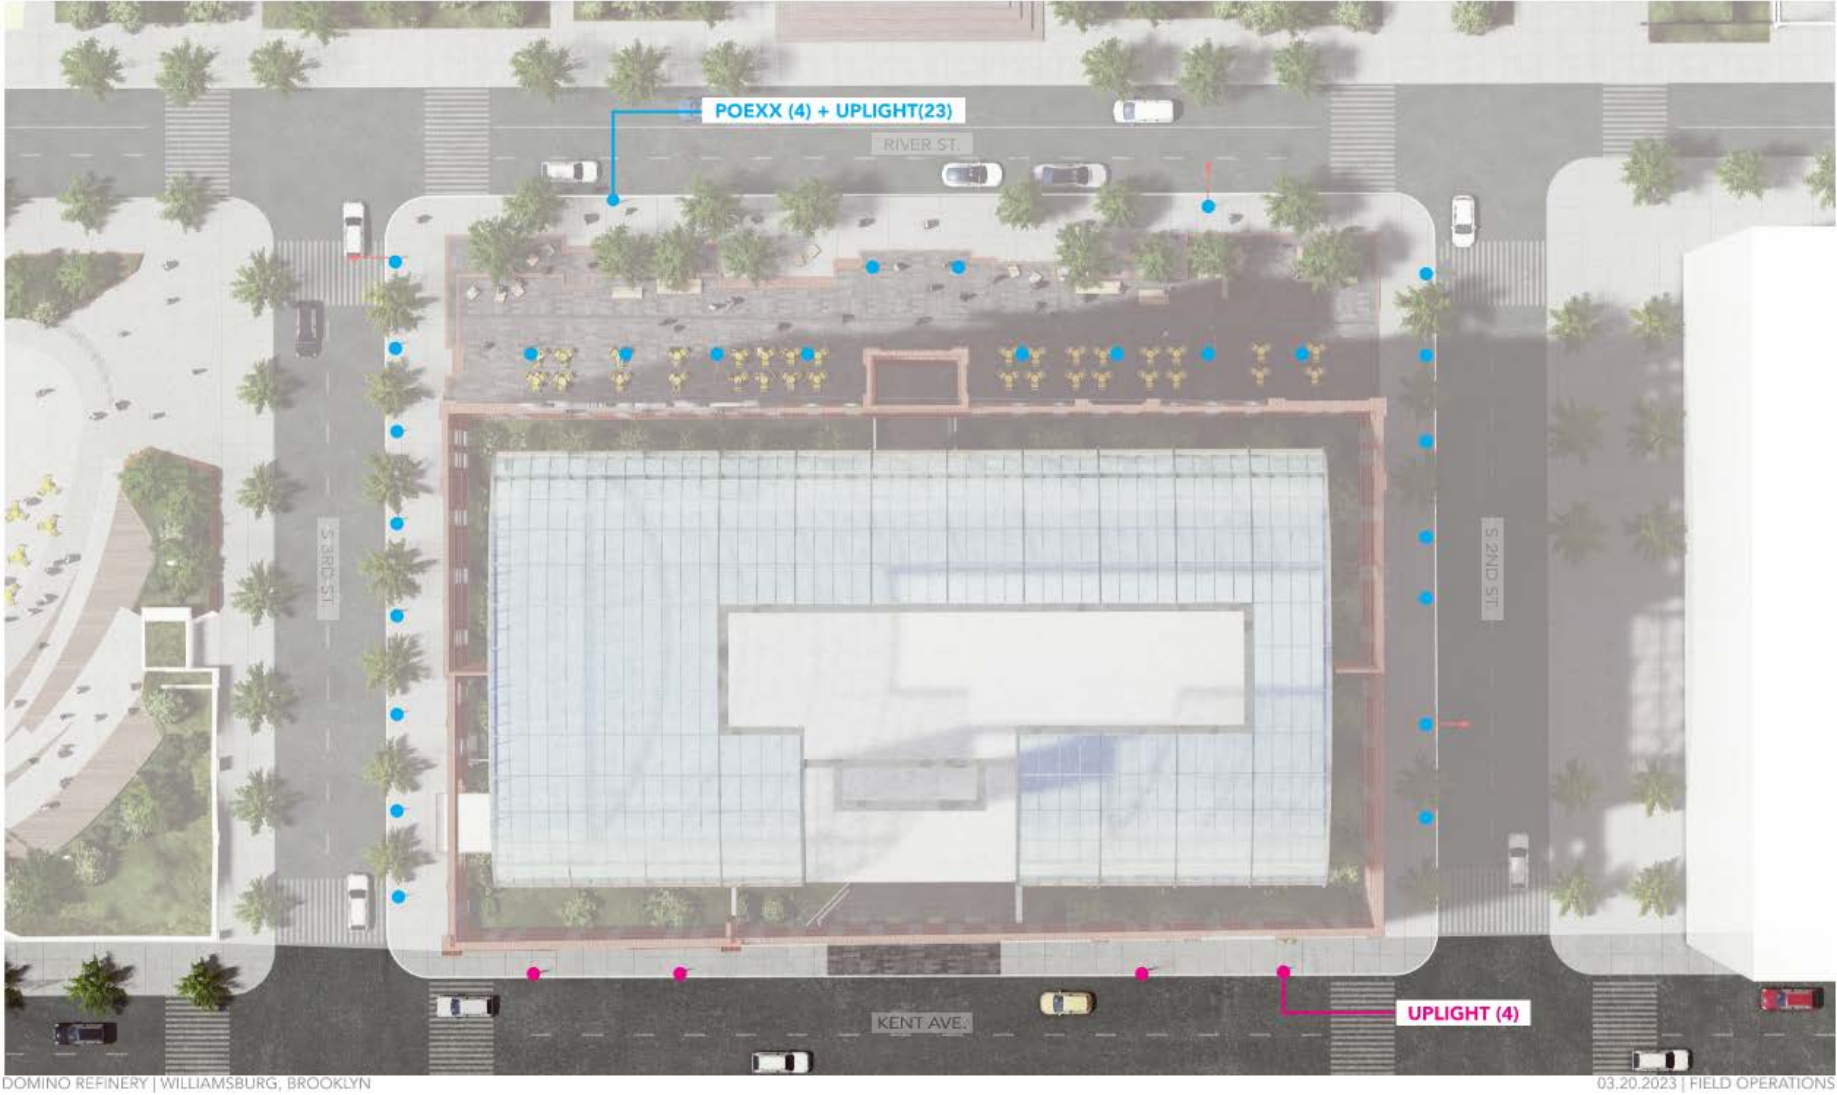 POEXX (4) + UPLIGHT(23)
RIVER ST.
S 3RD ST.
S 2ND ST.
UPLIGHT (4)
KENT AVE.
DOMINO REFINERY | WILLIAMSBURG, BROOKLYN
03.20.2023 | FIELD OPERATIONS